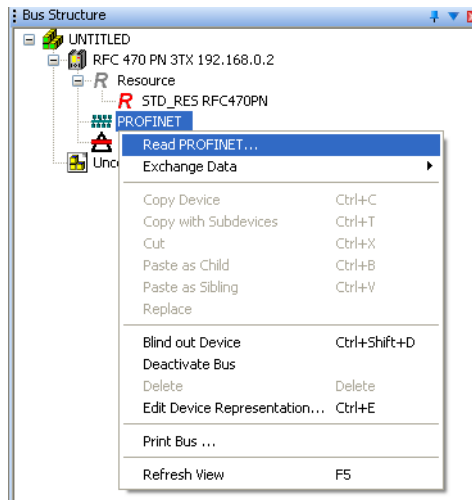 Bus Structure
UNTITLED
RFC 470 PN 3TX 192.168.0.2
Resource
R STD_RES RFC470PN
PROFINET
Read PROFINET...
Exchange Data
Unco
Copy Device Ctrl+C
Copy with Subdevices Ctrl+T
Cut Ctrl+X
Paste as Child Ctrl+B
Paste as Sibling Ctrl+V
Replace
Blind out Device Ctrl+Shift+D
Deactivate Bus
Delete Delete
Edit Device Representation... Ctrl+E
Print Bus ...
Refresh View F5